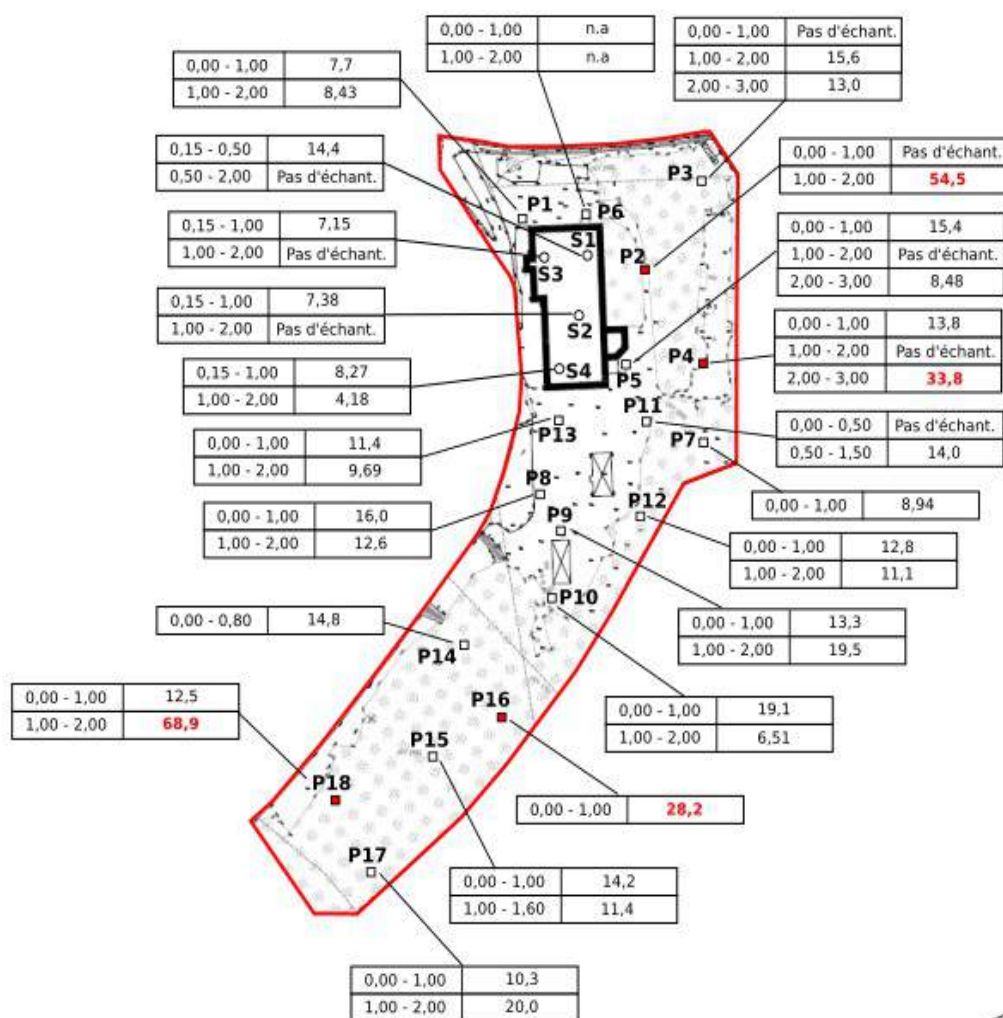 0,00 - 1,00 n.a
1,00 - 2,00 n.a
0,00 - 1,00 Pas d'échant.
1,00 - 2,00 15,6
2,00 - 3,00 13,0
0,00 - 1,00 7,7
1,00 - 2,00 8,43
0,15 - 0,50 14,4
0,50 - 2,00 Pas d'échant.
0,00 - 1,00 Pas d'échant.
1,00 - 2,00 54,5
P3
P1
P6
0,15 - 1,00 7,15
1,00 - 2,00 Pas d'échant.
0,00 - 1,00 15,4
1,00 - 2,00 Pas d'échant.
2,00 - 3,00 8,48
S1
P2
S3
0,15 - 1,00 7,38
1,00 - 2,00 Pas d'échant.
S2
0,00 - 1,00 13,8
1,00 - 2,00 Pas d'échant.
2,00 - 3,00 33,8
P4
0,15 - 1,00 8,27
1,00 - 2,00 4,18
S4
P5
P11
0,00 - 0,50 Pas d'échant.
0,50 - 1,50 14,0
0,00 - 1,00 11,4
1,00 - 2,00 9,69
P13
P7
P8
0,00 - 1,00 8,94
0,00 - 1,00 16,0
1,00 - 2,00 12,6
P12
P9
0,00 - 1,00 12,8
1,00 - 2,00 11,1
P10
0,00 - 0,80 14,8
0,00 - 1,00 13,3
1,00 - 2,00 19,5
P14
0,00 - 1,00 12,5
1,00 - 2,00 68,9
P16
0,00 - 1,00 19,1
1,00 - 2,00 6,51
P15
P18
0,00 - 1,00 28,2
P17
0,00 - 1,00 14,2
1,00 - 1,60 11,4
0,00 - 1,00 10,3
1,00 - 2,00 20,0